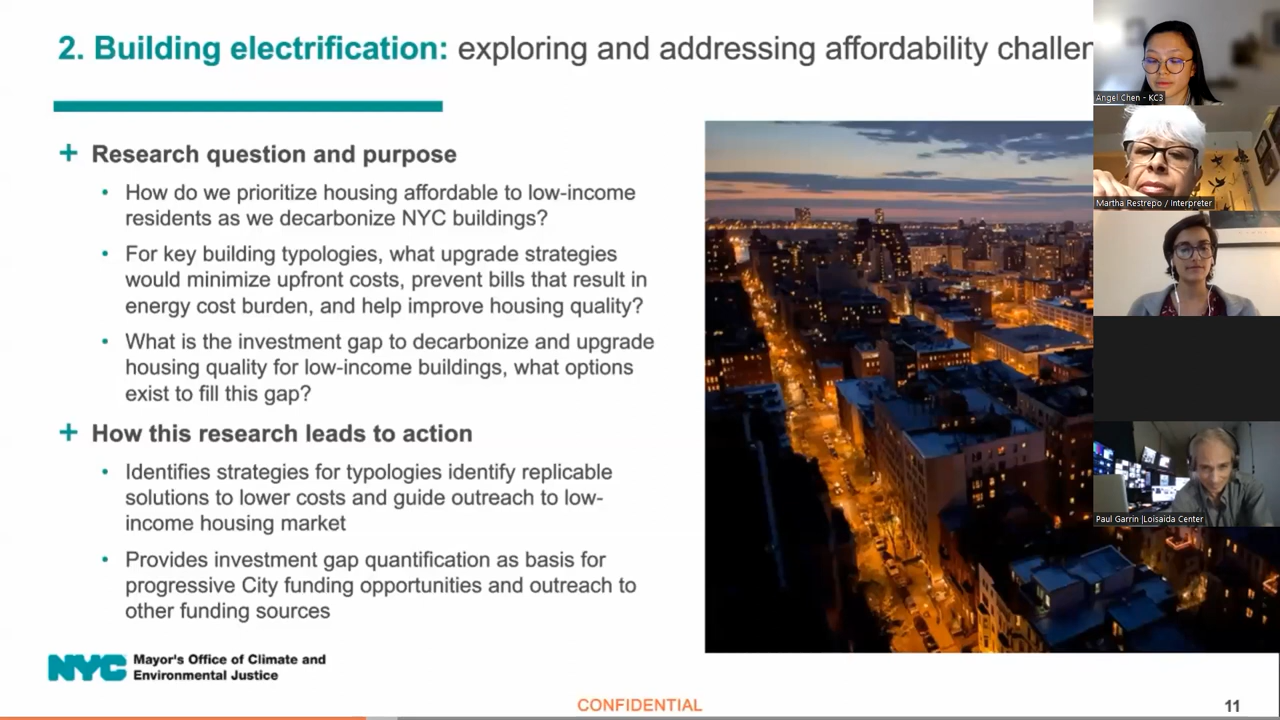 2. Building electrification: exploring and addressing affordability challen
+ Research question and purpose
• How do we prioritize housing affordable to low-income
residents as we decarbonize NYC buildings?
• For key building typologies, what upgrade strategies
would minimize upfront costs, prevent bills that result in
energy cost burden, and help improve housing quality?
• What is the investment gap to decarbonize and upgrade
housing quality for low-income buildings, what options
exist to fill this gap?
+ How this research leads to action
• Identifies strategies for typologies identify replicable
solutions to lower costs and guide outreach to low-
income housing market
• Provides investment gap quantification as basis for
progressive City funding opportunities and outreach to
other funding sources
NYC Mayor's Office of Climate and
Environmental Justice
CONFIDENTIAL
11
Angel Chen - KC3
Martha Restrepo / Interpreter
Paul Garrin |Loisaida Center